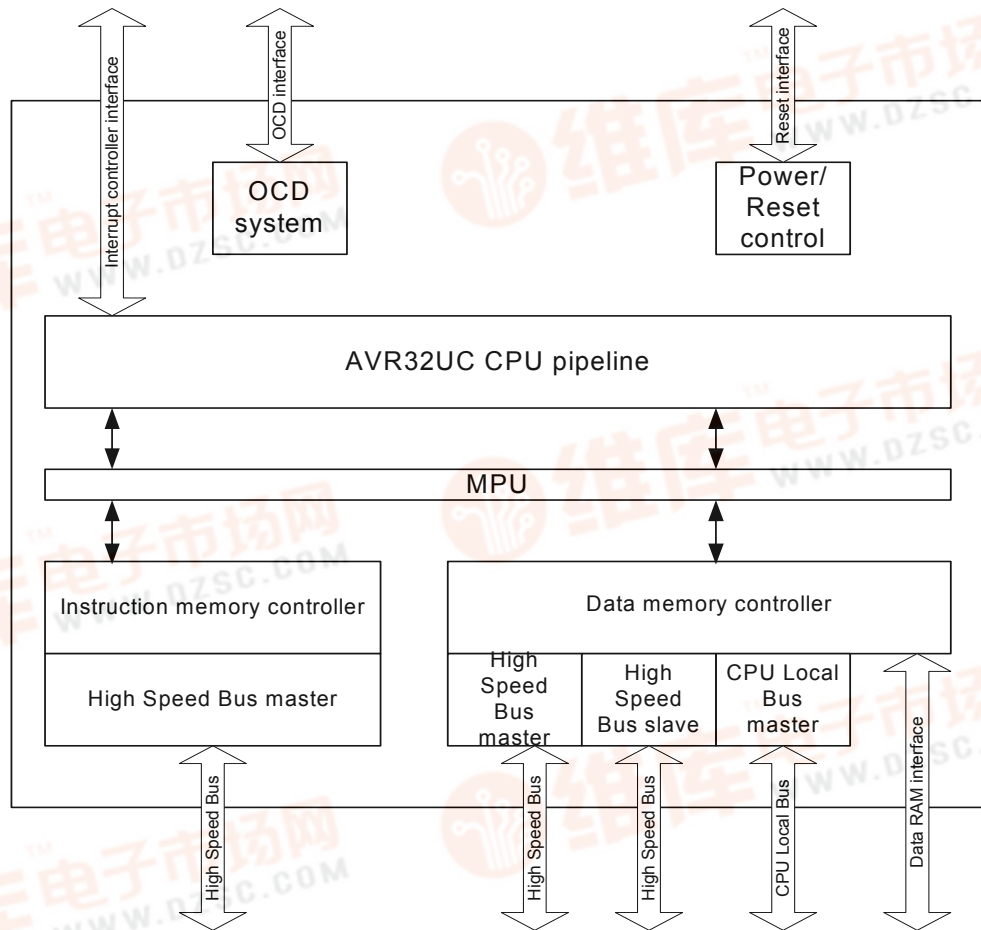 Interrupt controller interface
OCD interface
Reset interface
OCD
system
Power/
Reset
control
AVR32UC CPU pipeline
MPU
Instruction memory controller
Data memory controller
High Speed Bus master
High
Speed
Bus
master
High
Speed
Bus slave
CPU Local
Bus
master
High Speed Bus
High Speed Bus
High Speed Bus
CPU Local Bus
Data RAM interface
维库电子市场网
WWW.DZSC.COM
TM